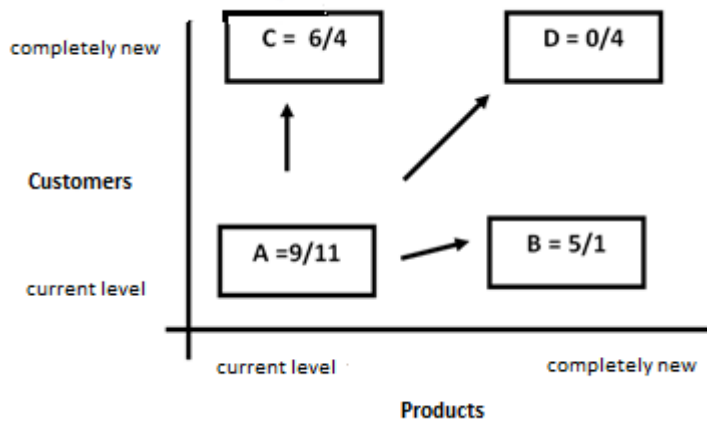 C = 6/4
D = 0/4
completely new
Customers
A =9/11
B = 5/1
current level
current level
completely new
Products